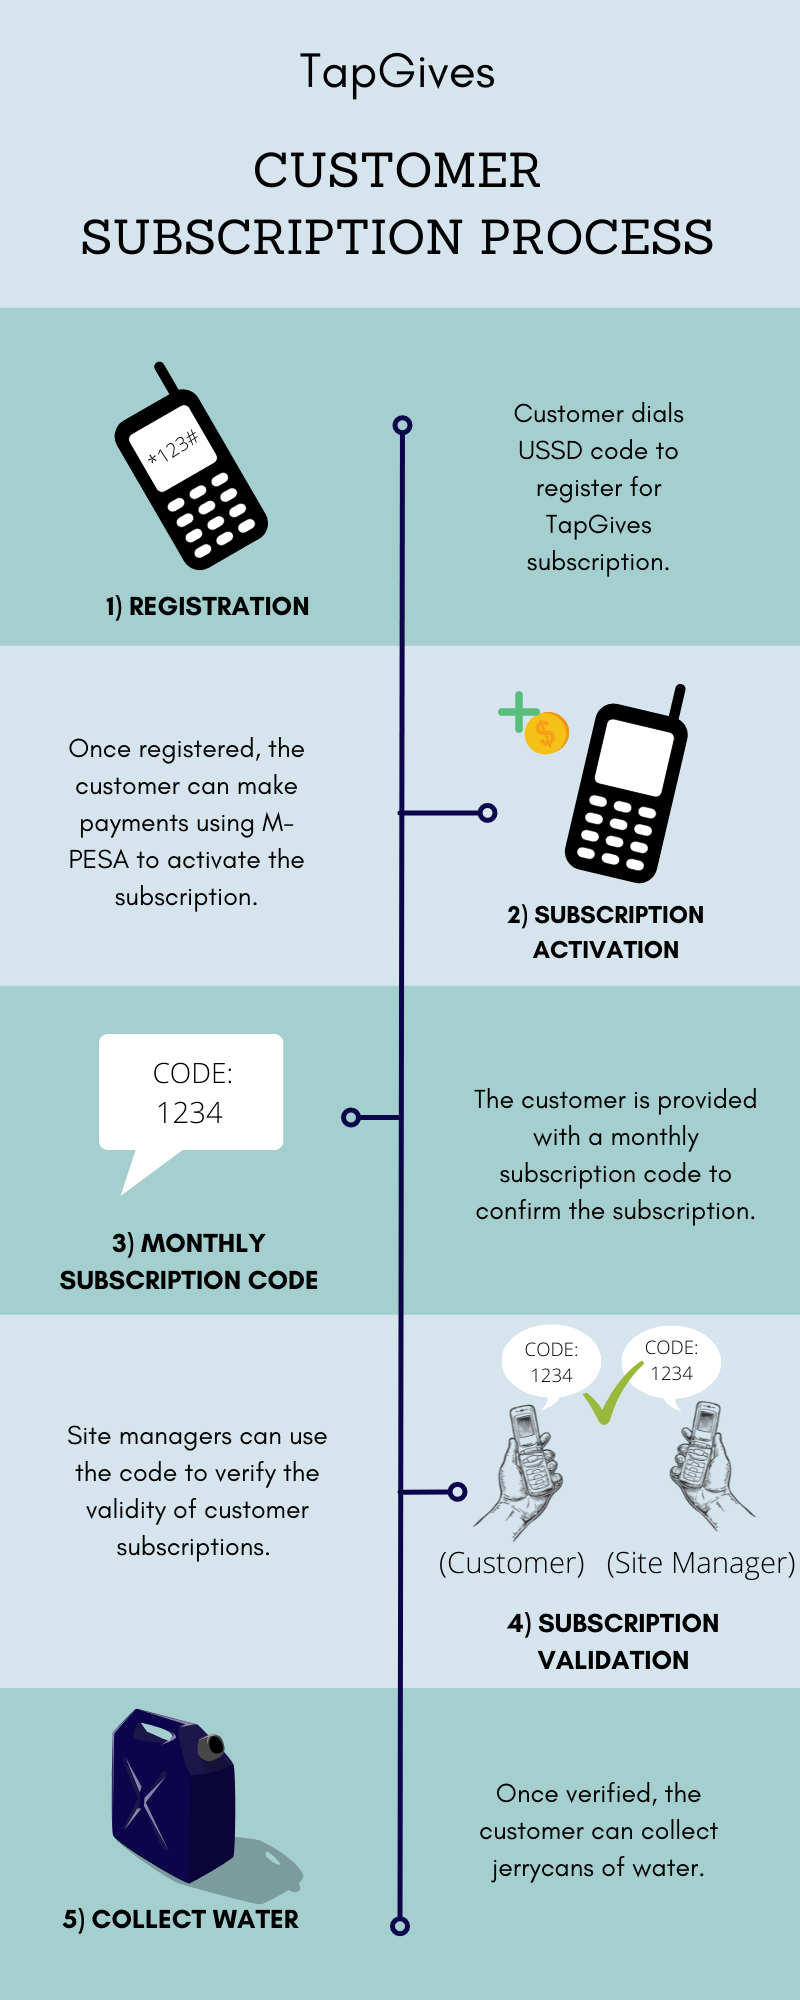 TapGives
CUSTOMER
SUBSCRIPTION PROCESS
*123#
1) REGISTRATION
Customer dials
USSD code to
register for
TapGives
subscription.
Once registered, the
customer can make
payments using M-
PESA to activate the
subscription.
$
2) SUBSCRIPTION
ACTIVATION
CODE:
1234
3) MONTHLY
SUBSCRIPTION CODE
The customer is provided
with a monthly
subscription code to
confirm the subscription.
Site managers can use
the code to verify the
validity of customer
subscriptions.
CODE:
1234
CODE:
1234
(Customer)
(Site Manager)
4) SUBSCRIPTION
VALIDATION
5) COLLECT WATER
Once verified, the
customer can collect
jerrycans of water.